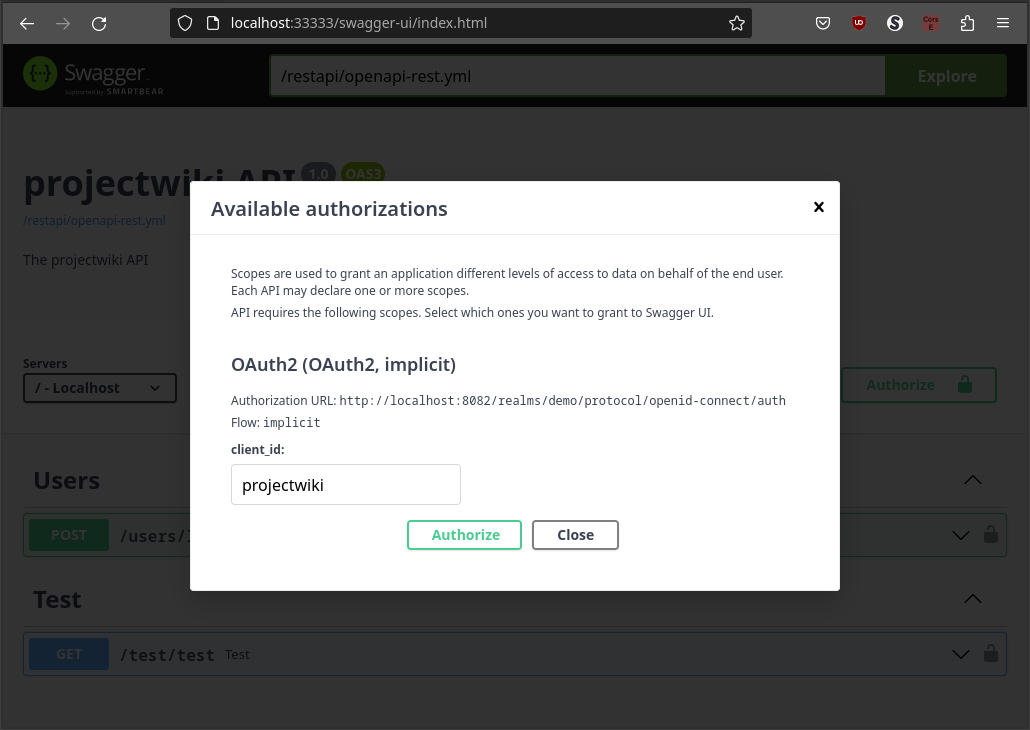 localhost:33333/swagger-ui/index.html
UD
S
Cors
E
Swagger.
Supported by SMARTBEAR
/restapi/openapi-rest.yml
Explore
projectwiki API 1.0 OAS3
/restapi/openapi-rest.yml
The projectwiki API
Available authorizations
Scopes are used to grant an application different levels of access to data on behalf of the end user.
Each API may declare one or more scopes.
API requires the following scopes. Select which ones you want to grant to Swagger UI.
OAuth2 (OAuth2, implicit)
Authorization URL: http://localhost:8082/realms/demo/protocol/openid-connect/auth
Flow: implicit
client_id:
projectwiki
Authorize Close
Servers
/ - Localhost
Authorize
Users
POST /users/
Test
GET /test/test Test